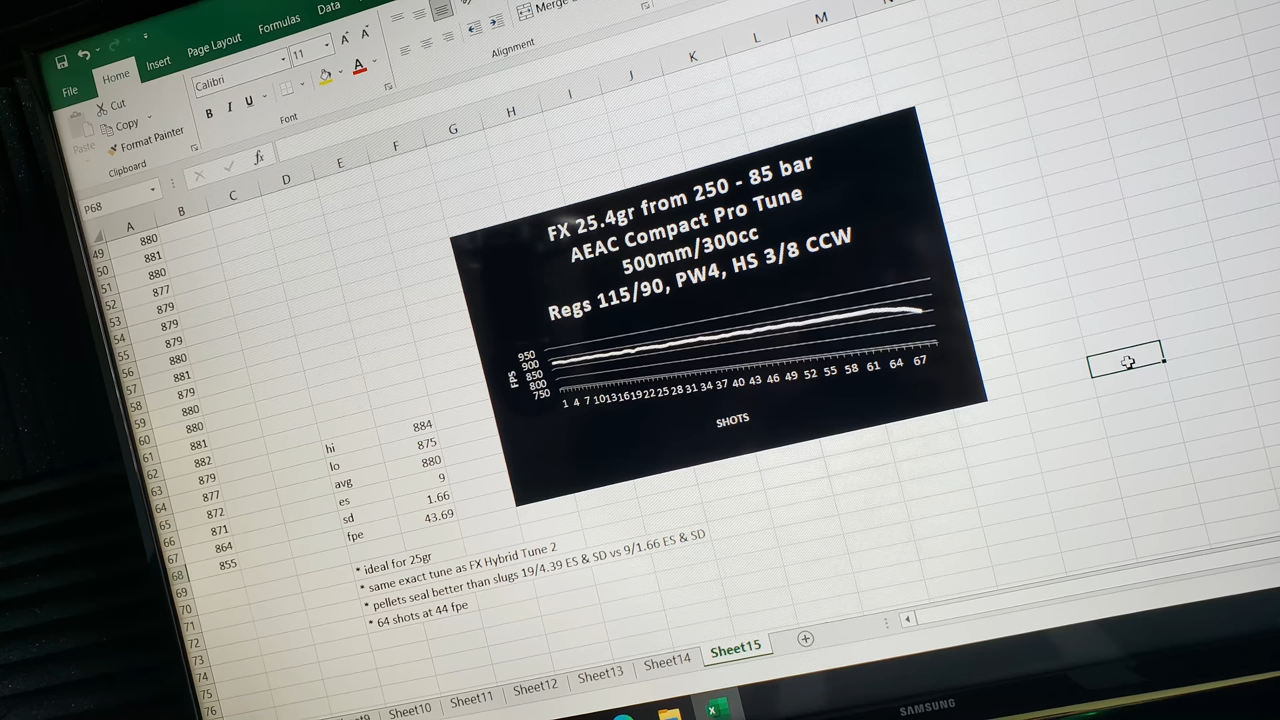 Formulas
Data
Page Layout
Insert
Home
File
Cut
Copy
Format Painter
Paste
Clipboard
Calibri
11
B I U
Font
Merge
Alignment
P68
fx
A B C D E F G H I J K L M
49 880
50 881
51 880
52 877
53 879
54 879
55 879
56 880
57 881
58 879
59 880
60 880
61 881
62 882
63 879
64 877
65 872
66 871
67 864
68 855
69
70
71
72
73
74
75
76
hi 884
lo 875
avg 880
es 9
sd 1.66
fpe 43.69
* ideal for 25gr
* same exact tune as FX Hybrid Tune 2
* pellets seal better than slugs 19/4.39 ES & SD vs 9/1.66 ES & SD
* 64 shots at 44 fpe
FX 25.4gr from 250 - 85 bar
AEAC Compact Pro Tune
500mm/300cc
Regs 115/90, PW4, HS 3/8 CCW
950
900
850
800
750
FPS
1 4 7 10 13 16 19 22 25 28 31 34 37 40 43 46 49 52 55 58 61 64 67
SHOTS
Sheet10 Sheet11 Sheet12 Sheet13 Sheet14 Sheet15
SAMSUNG